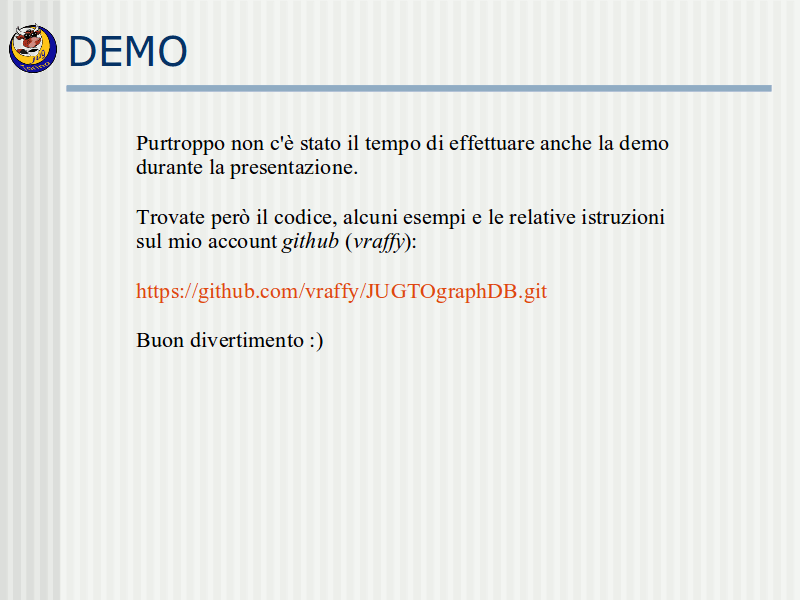 DEMO
Purtroppo non c'è stato il tempo di effettuare anche la demo
durante la presentazione.
Trovate però il codice, alcuni esempi e le relative istruzioni
sul mio account github (vraffy):
https://github.com/vraffy/JUGTOgraphDB.git
Buon divertimento :)